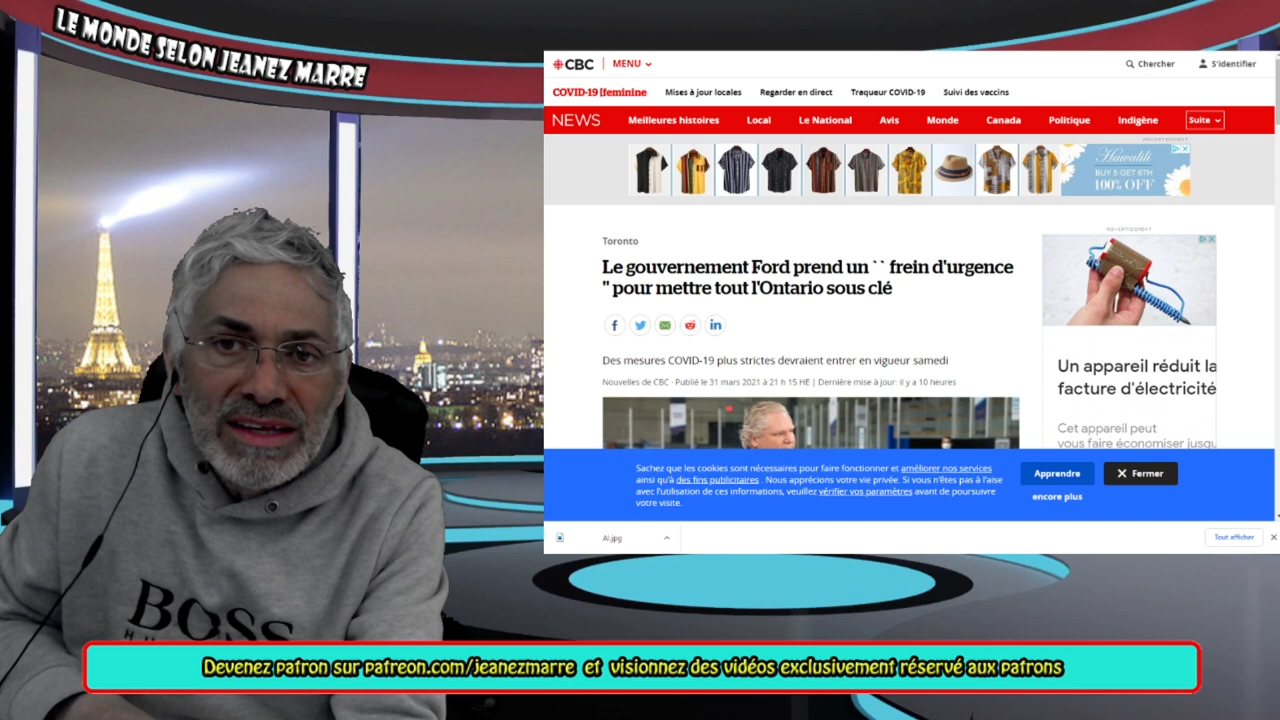 LE MONDE SELON JEANEZ MARRE
CBC MENU
Chercher S'identifier
COVID-19 [feminine Mises à jour locales Regarder en direct Traqueur COVID-19 Suivi des vaccins
NEWS Meilleures histoires Local Le National Avis Monde Canada Politique Indigène Suite
ADVERTISEMENT
Hawalili
BUY 5 GET 6TH
100% OFF
Toronto
Le gouvernement Ford prend un `` frein d'urgence
" pour mettre tout l'Ontario sous clé
Des mesures COVID-19 plus strictes devraient entrer en vigueur samedi
Nouvelles de CBC · Publié le 31 mars 2021 à 21 h 15 HE | Dernière mise à jour: il y a 10 heures
ADVERTISEMENT
Un appareil réduit la
facture d'électricité
Cet appareil peut
vous faire économiser jusqu
Sachez que les cookies sont nécessaires pour faire fonctionner et améliorer nos services
ainsi qu'à des fins publicitaires . Nous apprécions votre vie privée. Si vous n'êtes pas à l'aise
avec l'utilisation de ces informations, veuillez vérifier vos paramètres avant de poursuivre
votre visite.
Apprendre
encore plus
Fermer
Ai.jpg
Tout afficher
BOSS
HU
Devenez patron sur patreon.com/jeanezmarre et visionnez des vidéos exclusivement réservé aux patrons